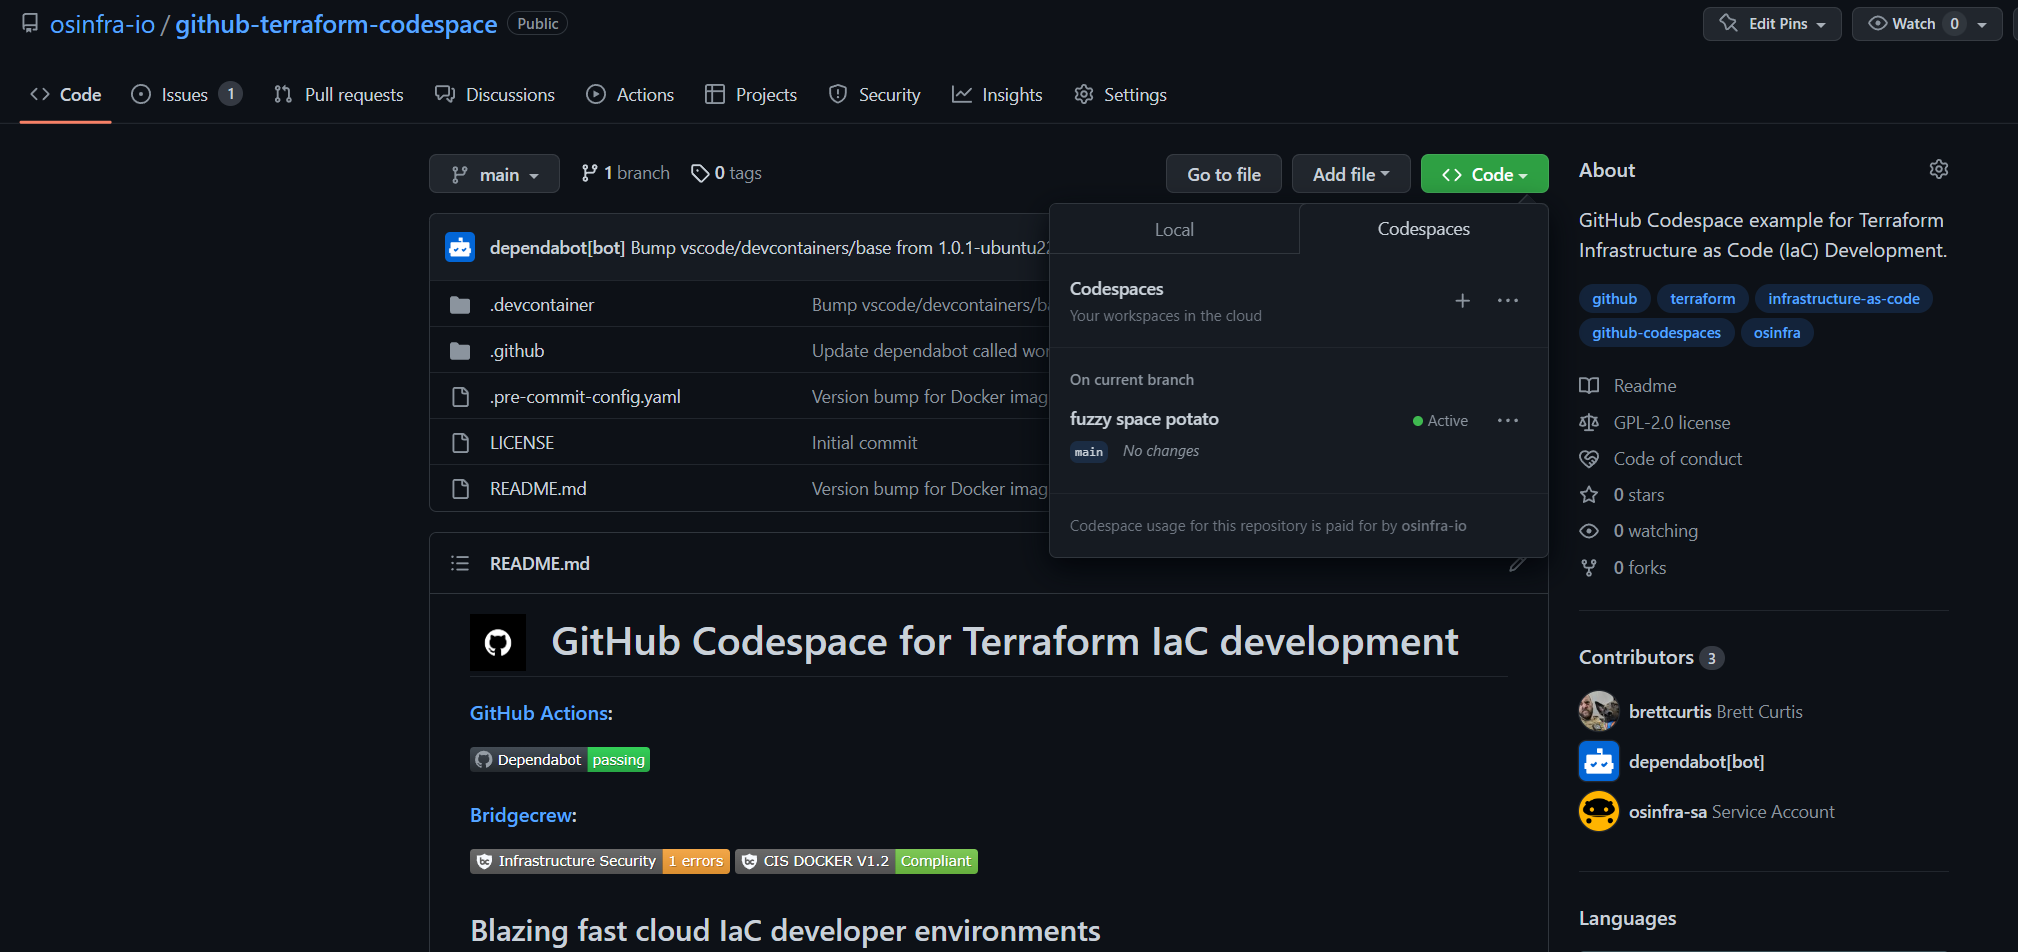 osinfra-io / github-terraform-codespace Public
Edit Pins Watch 0
Code Issues 1 Pull requests Discussions Actions Projects Security Insights Settings
main 1 branch 0 tags Go to file Add file Code
dependabot[bot] Bump vscode/devcontainers/base from 1.0.1-ubuntu22
.devcontainer Bump vscode/devcontainers/ba
.github Update dependabot called wor
.pre-commit-config.yaml Version bump for Docker imag
LICENSE Initial commit
README.md Version bump for Docker imag
Local Codespaces
Codespaces
Your workspaces in the cloud
On current branch
fuzzy space potato Active
main No changes
Codespace usage for this repository is paid for by osinfra-io
README.md
GitHub Codespace for Terraform IaC development
GitHub Actions:
Dependabot passing
Bridgecrew:
bc Infrastructure Security 1 errors bc CIS DOCKER V1.2 Compliant
Blazing fast cloud IaC developer environments
About
GitHub Codespace example for Terraform
Infrastructure as Code (IaC) Development.
github terraform infrastructure-as-code
github-codespaces osinfra
Readme
GPL-2.0 license
Code of conduct
0 stars
0 watching
0 forks
Contributors 3
brettcurtis Brett Curtis
dependabot[bot]
osinfra-sa Service Account
Languages